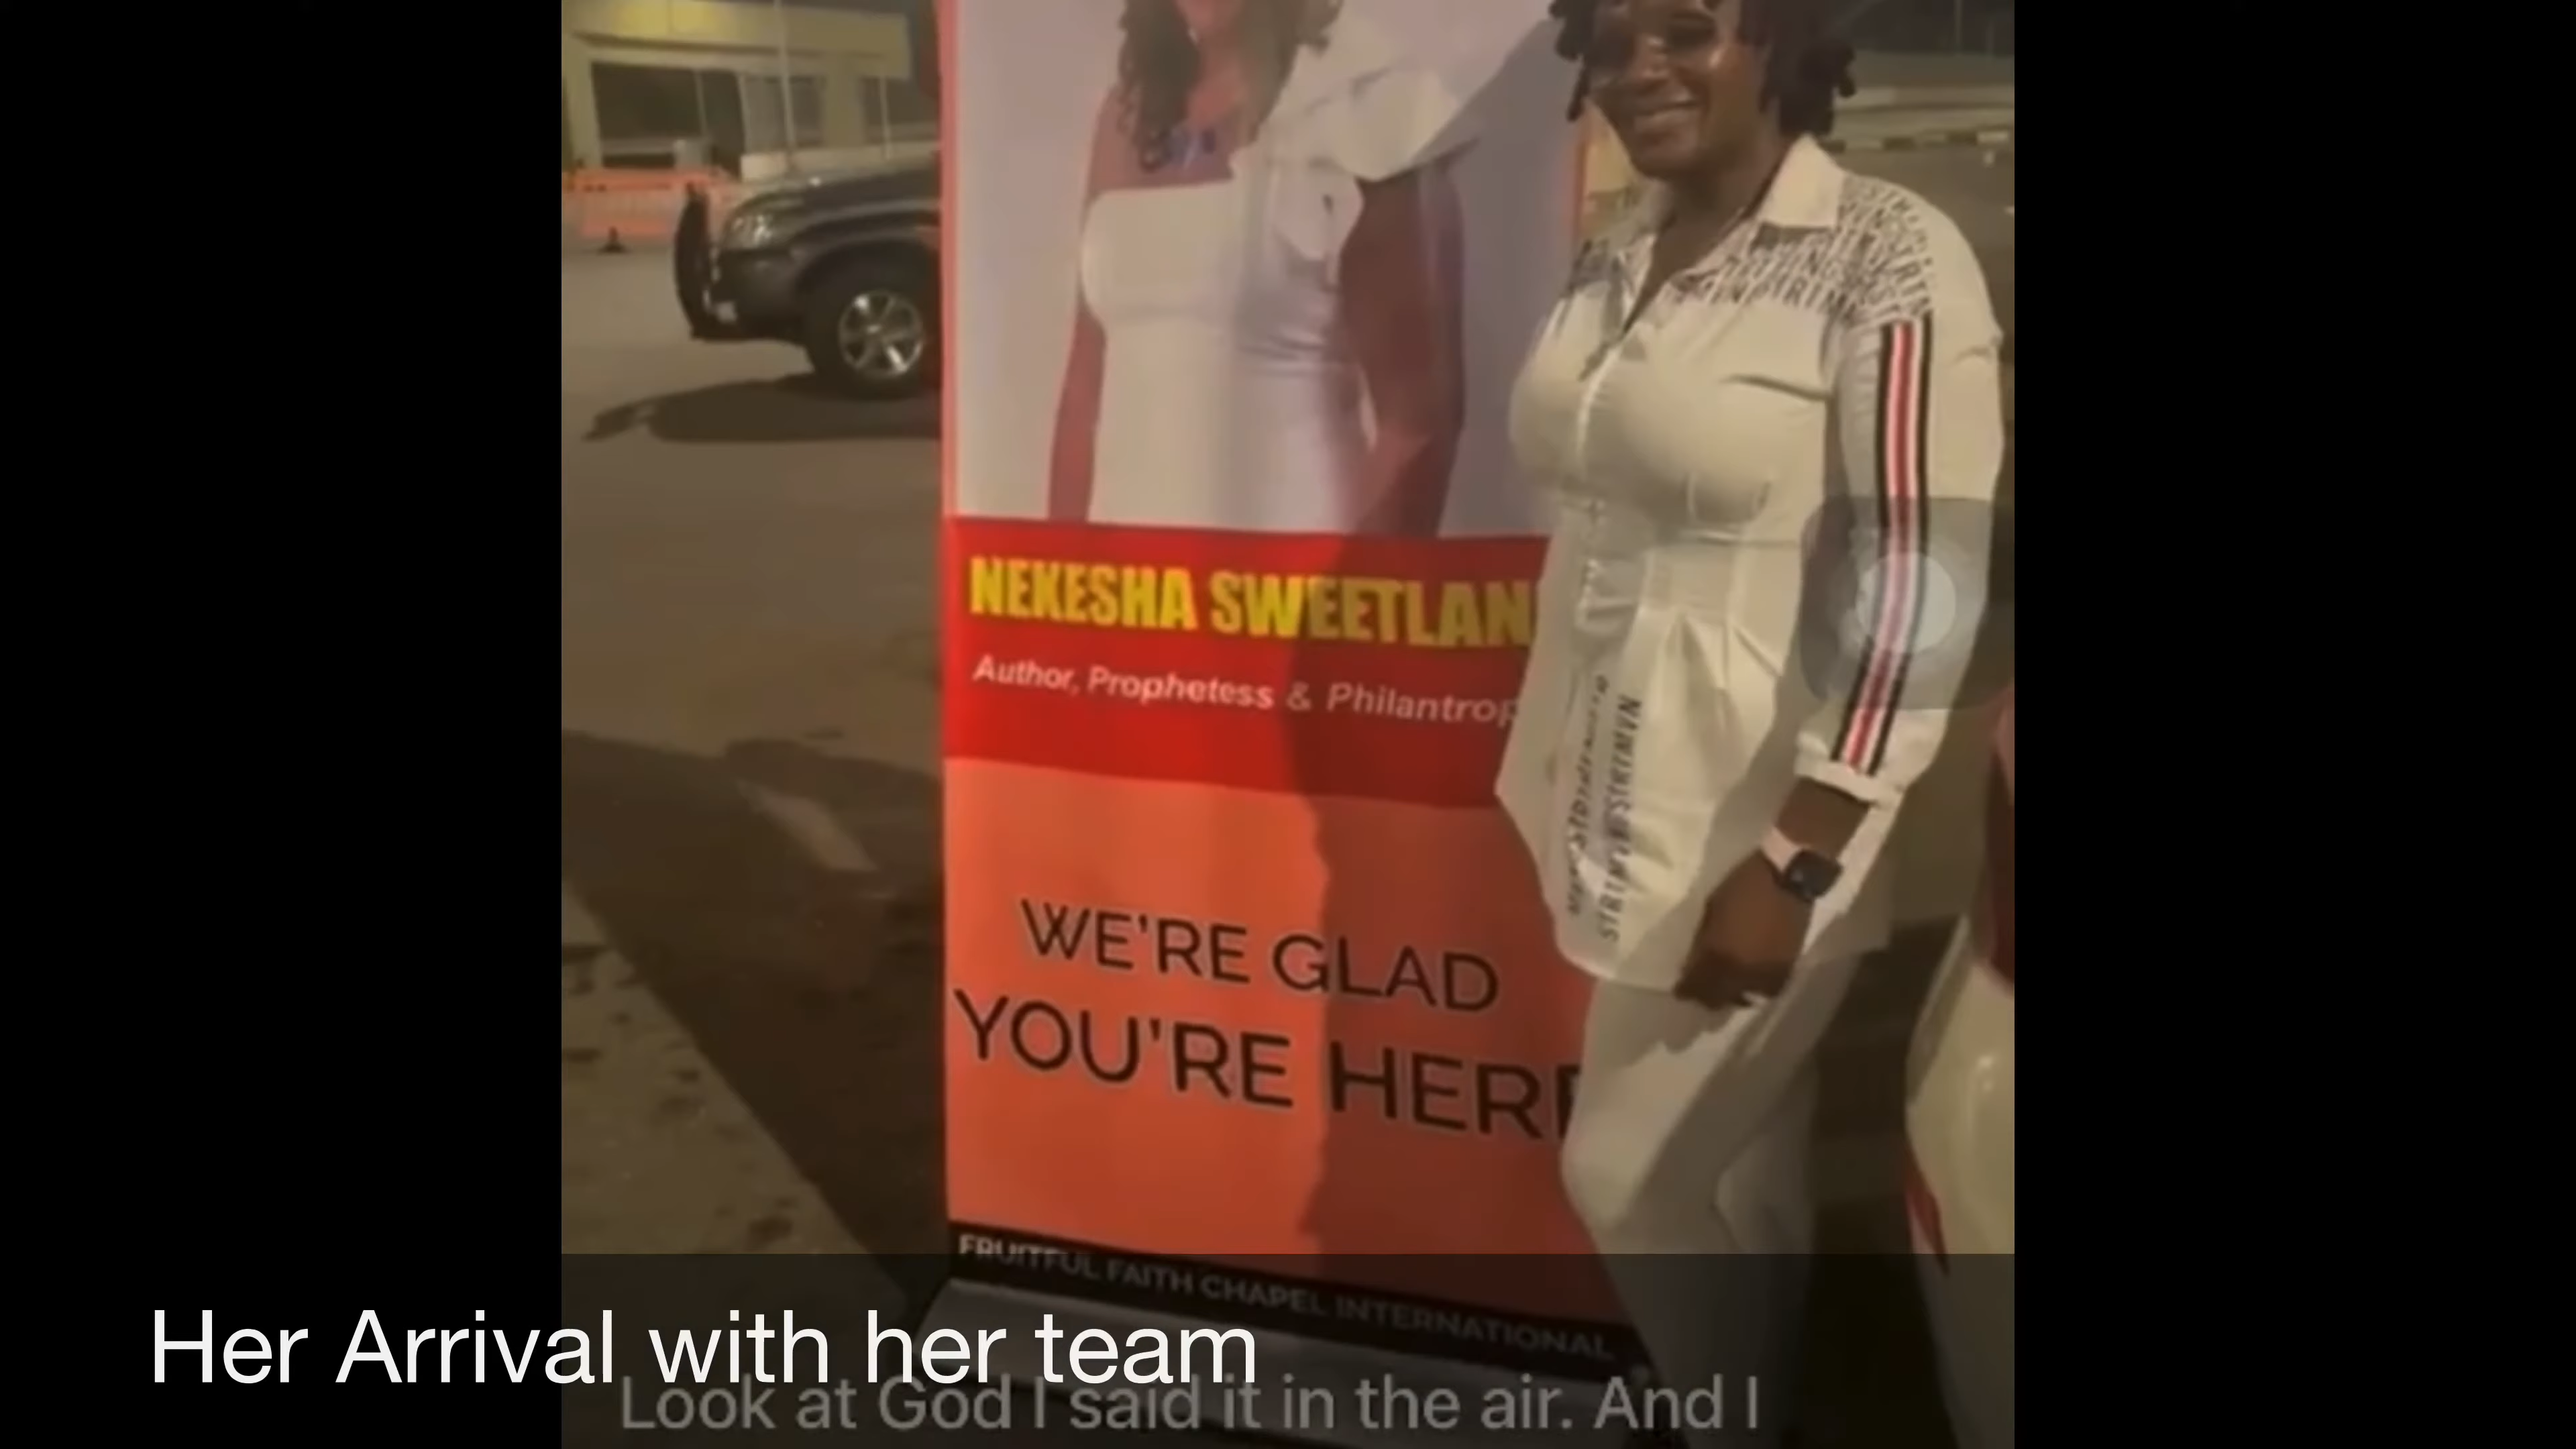 NEKESHA SWEETLAN
Author, Prophetess & Philantrop
WE'RE GLAD
YOU'RE HERE
FRUITFUL FAITH CHAPEL INTERNATIONAL
Her Arrival with her team
Look at God I said it in the air. And I